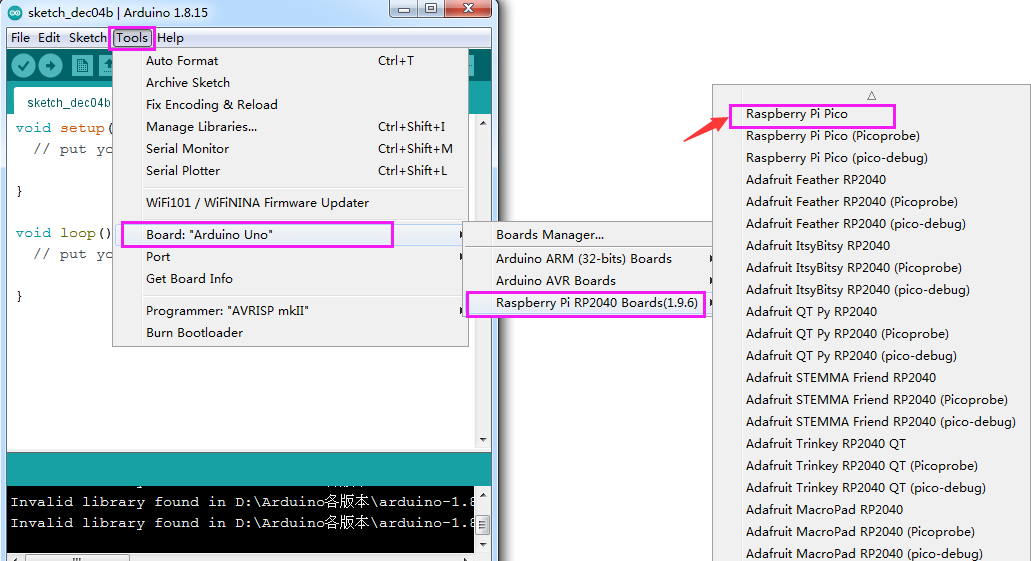 sketch_dec04b | Arduino 1.8.15
File Edit Sketch Tools Help
sketch_dec04b
void setup(
// put yo
}
void loop()
// put yo
}
Auto Format Ctrl+T
Archive Sketch
Fix Encoding & Reload
Manage Libraries... Ctrl+Shift+I
Serial Monitor Ctrl+Shift+M
Serial Plotter Ctrl+Shift+L
WiFi101 / WiFiNINA Firmware Updater
Board: "Arduino Uno"
Port
Get Board Info
Programmer: "AVRISP mkII"
Burn Bootloader
Boards Manager...
Arduino ARM (32-bits) Boards
Arduino AVR Boards
Raspberry Pi RP2040 Boards(1.9.6)
Raspberry Pi Pico
Raspberry Pi Pico (Picoprobe)
Raspberry Pi Pico (pico-debug)
Adafruit Feather RP2040
Adafruit Feather RP2040 (Picoprobe)
Adafruit Feather RP2040 (pico-debug)
Adafruit ItsyBitsy RP2040
Adafruit ItsyBitsy RP2040 (Picoprobe)
Adafruit ItsyBitsy RP2040 (pico-debug)
Adafruit QT Py RP2040
Adafruit QT Py RP2040 (Picoprobe)
Adafruit QT Py RP2040 (pico-debug)
Adafruit STEMMA Friend RP2040
Adafruit STEMMA Friend RP2040 (Picoprobe)
Adafruit STEMMA Friend RP2040 (pico-debug)
Adafruit Trinkey RP2040 QT
Adafruit Trinkey RP2040 QT (Picoprobe)
Adafruit Trinkey RP2040 QT (pico-debug)
Adafruit MacroPad RP2040
Adafruit MacroPad RP2040 (Picoprobe)
Adafruit MacroPad RP2040 (pico-debug)
Invalid library found in D:\Arduino各版本\arduino-1.8
Invalid library found in D:\Arduino各版本\arduino-1.8